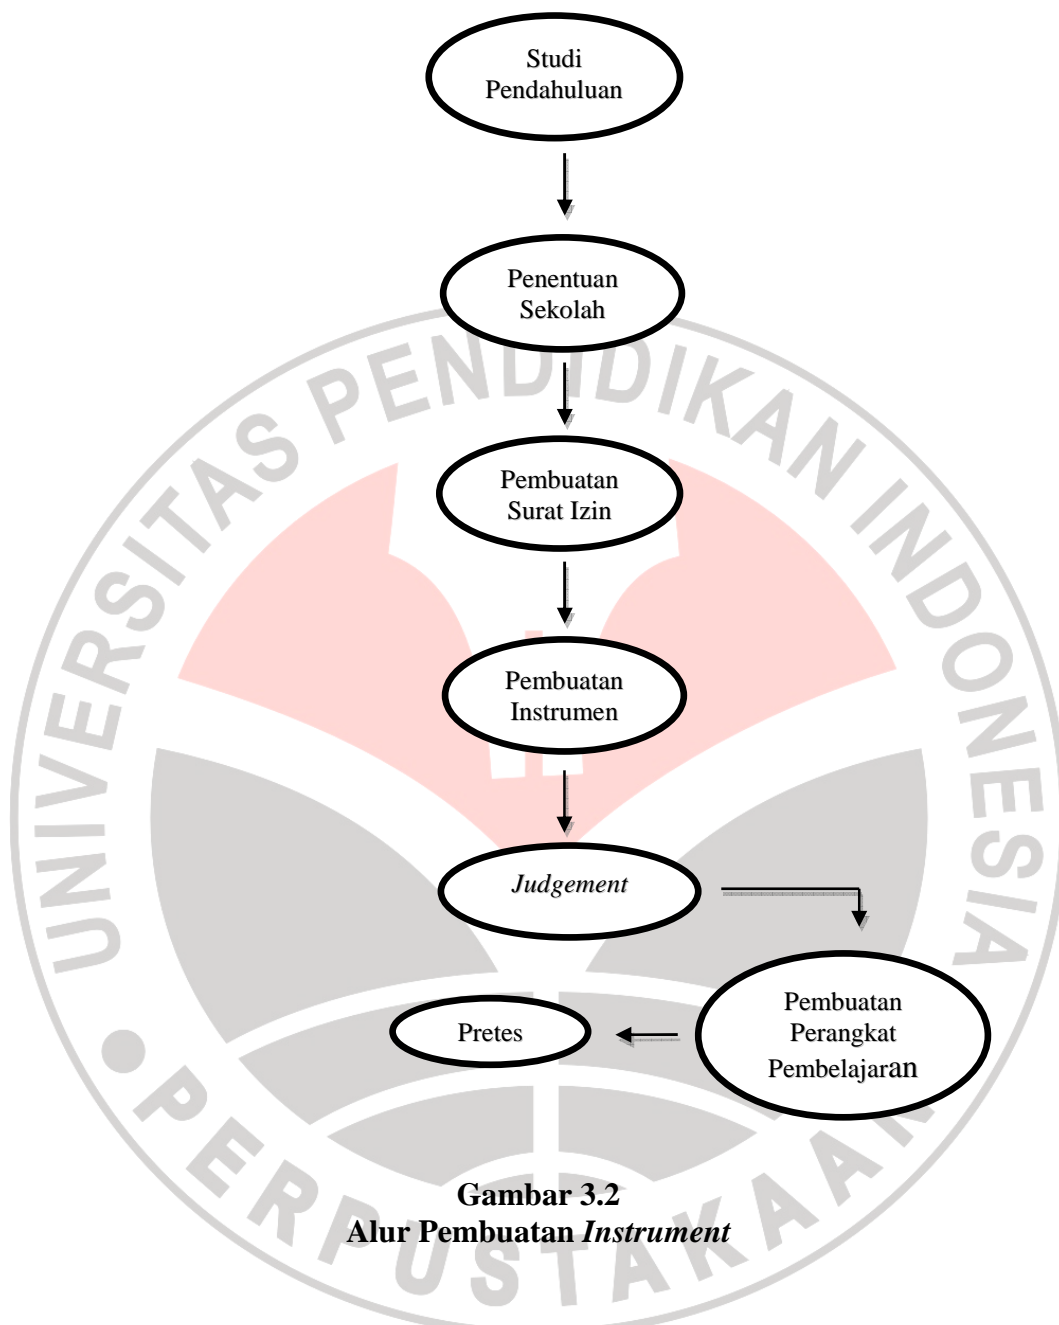 Studi
Pendahuluan
Penentuan
Sekolah
Pembuatan
Surat Izin
Pembuatan
Instrumen
Judgement
Pembuatan
Perangkat
Pembelajaran
Pretes
Gambar 3.2
Alur Pembuatan Instrument
UNIVERSITAS PENDIDIKAN INDONESIA
PERPUSTAKAAN